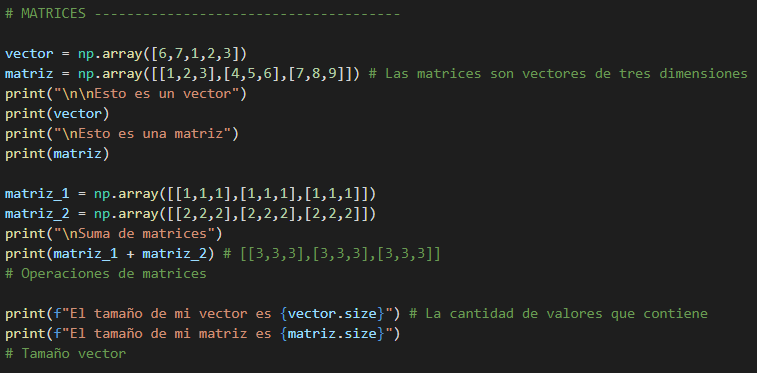 # MATRICES --------------------------------------
vector = np.array([6,7,1,2,3])
matriz = np.array([[1,2,3],[4,5,6],[7,8,9]]) # Las matrices son vectores de tres dimensiones
print("\n\nEsto es un vector")
print(vector)
print("\nEsto es una matriz")
print(matriz)
matriz_1 = np.array([[1,1,1],[1,1,1],[1,1,1]])
matriz_2 = np.array([[2,2,2],[2,2,2],[2,2,2]])
print("\nSuma de matrices")
print(matriz_1 + matriz_2) # [[3,3,3],[3,3,3],[3,3,3]]
# Operaciones de matrices
print(f"El tamaño de mi vector es {vector.size}") # La cantidad de valores que contiene
print(f"El tamaño de mi matriz es {matriz.size}")
# Tamaño vector